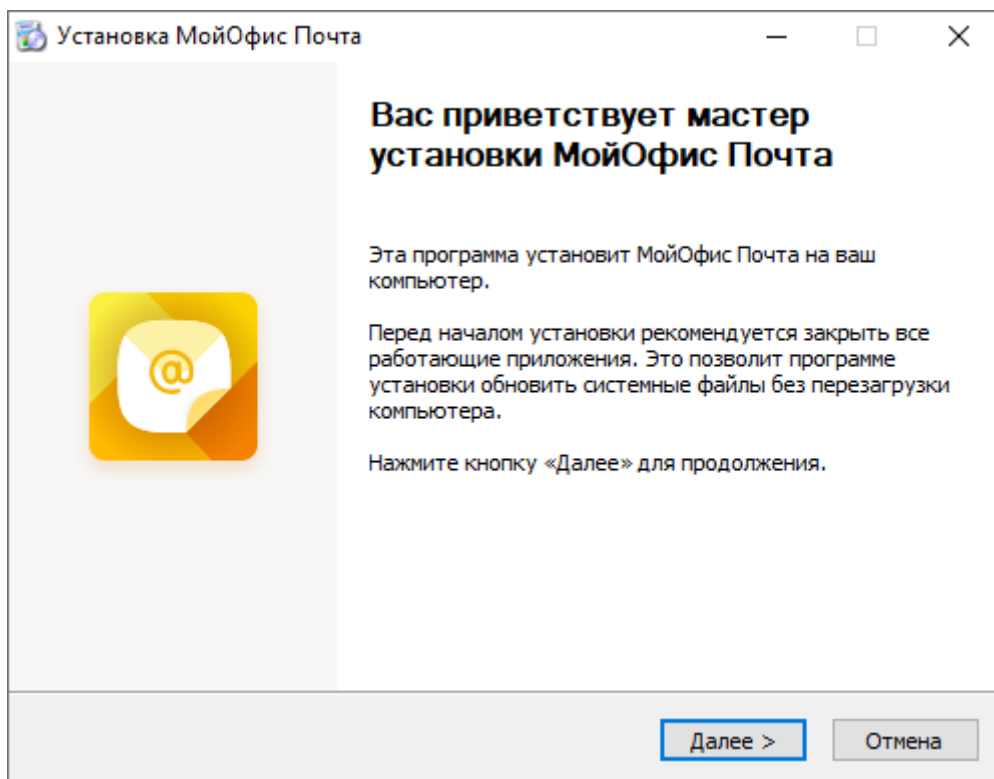 Установка МойОфис Почта
Вас приветствует мастер
установки МойОфис Почта
Эта программа установит МойОфис Почта на ваш
компьютер.
Перед началом установки рекомендуется закрыть все
работающие приложения. Это позволит программе
установки обновить системные файлы без перезагрузки
компьютера.
Нажмите кнопку «Далее» для продолжения.
@
Далее >
Отмена